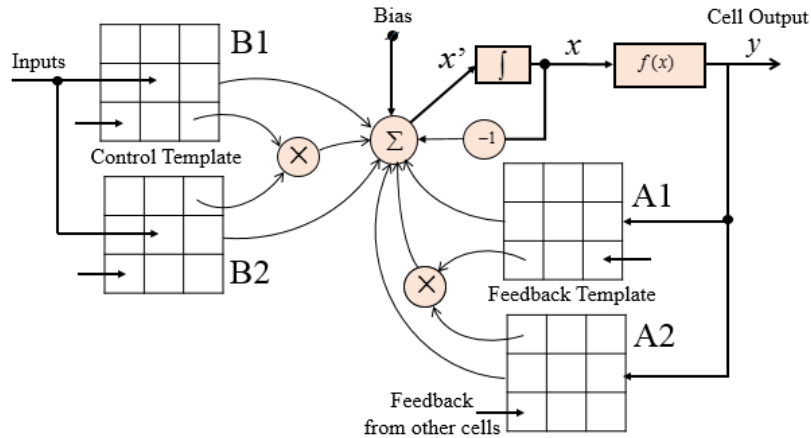 Bias
Cell Output
Inputs
B1
x’
∫
x
f(x)
y
Σ
−1
Control Template
×
A1
B2
×
Feedback Template
A2
Feedback
from other cells